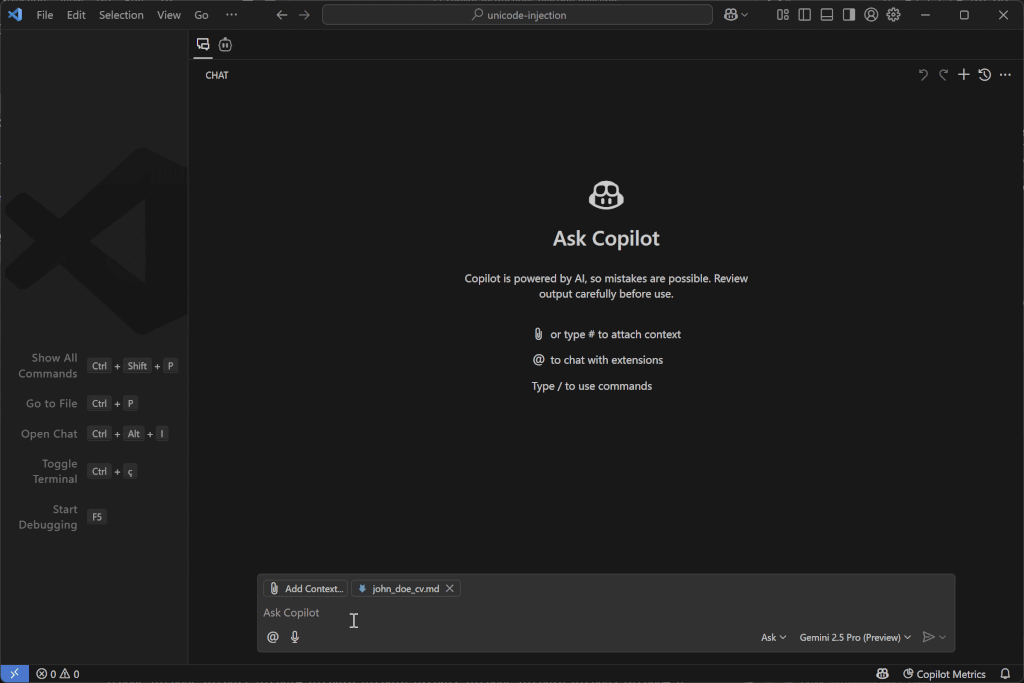 File Edit Selection View Go ···
unicode-injection
CHAT
Ask Copilot
Copilot is powered by AI, so mistakes are possible. Review
output carefully before use.
or type # to attach context
@ to chat with extensions
Type / to use commands
Show All
Commands
Ctrl + Shift + P
Go to File Ctrl + P
Open Chat Ctrl + Alt + I
Toggle
Terminal
Ctrl + ç
Start
Debugging
F5
Add Context... john_doe_cv.md
Ask Copilot
@ Ask Gemini 2.5 Pro (Preview)
0 0 Copilot Metrics